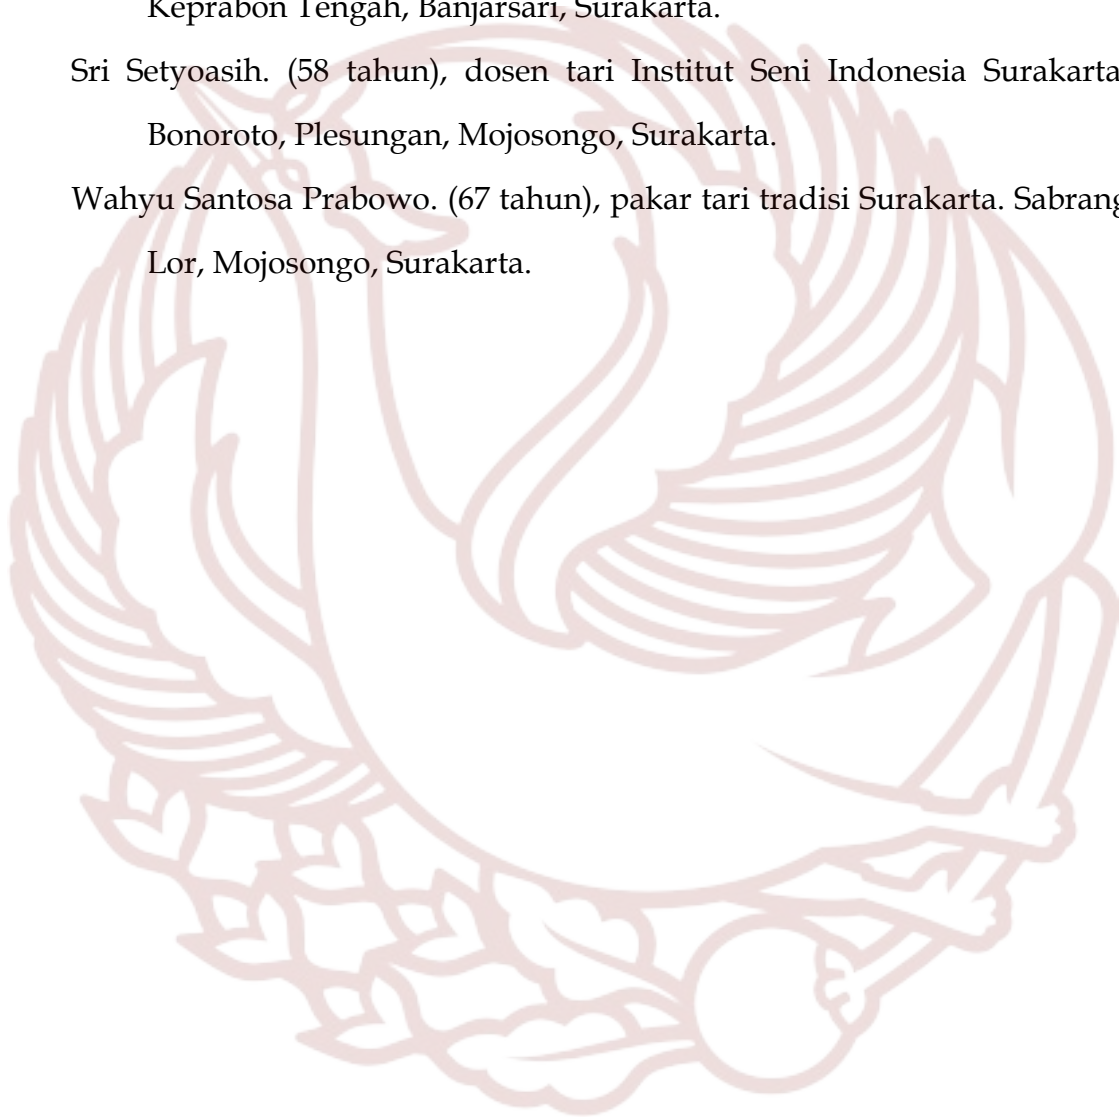 Keprabon Tengah, Banjarsari, Surakarta.
Sri Setyoasih. (58 tahun), dosen tari Institut Seni Indonesia Surakarta
Bonoroto, Plesungan, Mojosongo, Surakarta.
Wahyu Santosa Prabowo. (67 tahun), pakar tari tradisi Surakarta. Sabrang
Lor, Mojosongo, Surakarta.